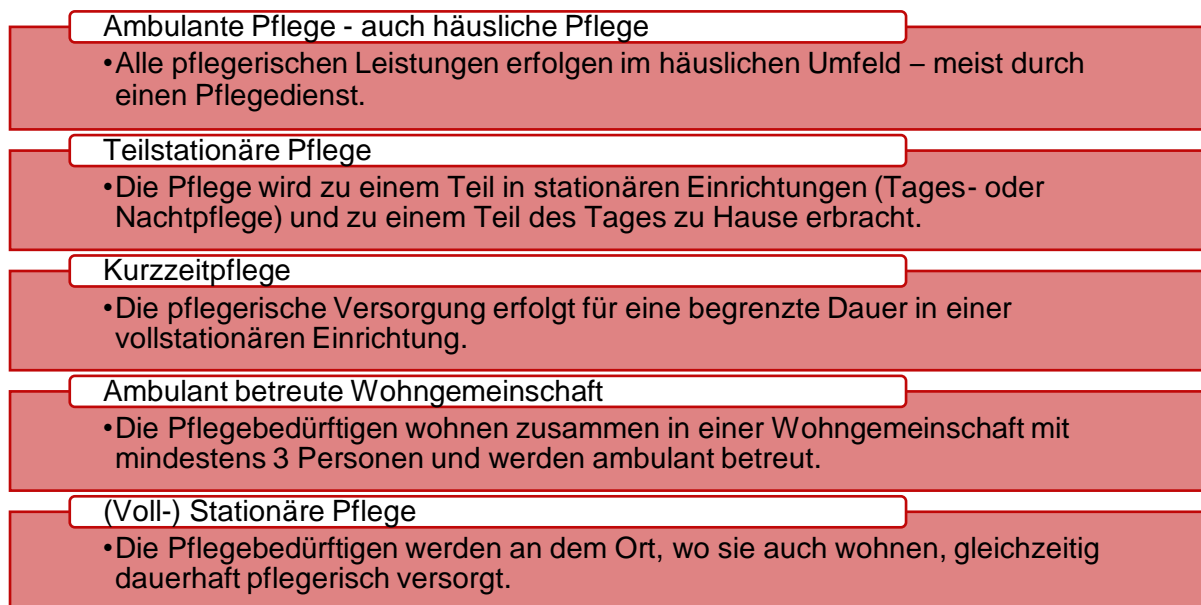 Ambulante Pflege - auch häusliche Pflege
•Alle pflegerischen Leistungen erfolgen im häuslichen Umfeld – meist durch
einen Pflegedienst.
Teilstationäre Pflege
•Die Pflege wird zu einem Teil in stationären Einrichtungen (Tages- oder
Nachtpflege) und zu einem Teil des Tages zu Hause erbracht.
Kurzzeitpflege
•Die pflegerische Versorgung erfolgt für eine begrenzte Dauer in einer
vollstationären Einrichtung.
Ambulant betreute Wohngemeinschaft
•Die Pflegebedürftigen wohnen zusammen in einer Wohngemeinschaft mit
mindestens 3 Personen und werden ambulant betreut.
(Voll-) Stationäre Pflege
•Die Pflegebedürftigen werden an dem Ort, wo sie auch wohnen, gleichzeitig
dauerhaft pflegerisch versorgt.